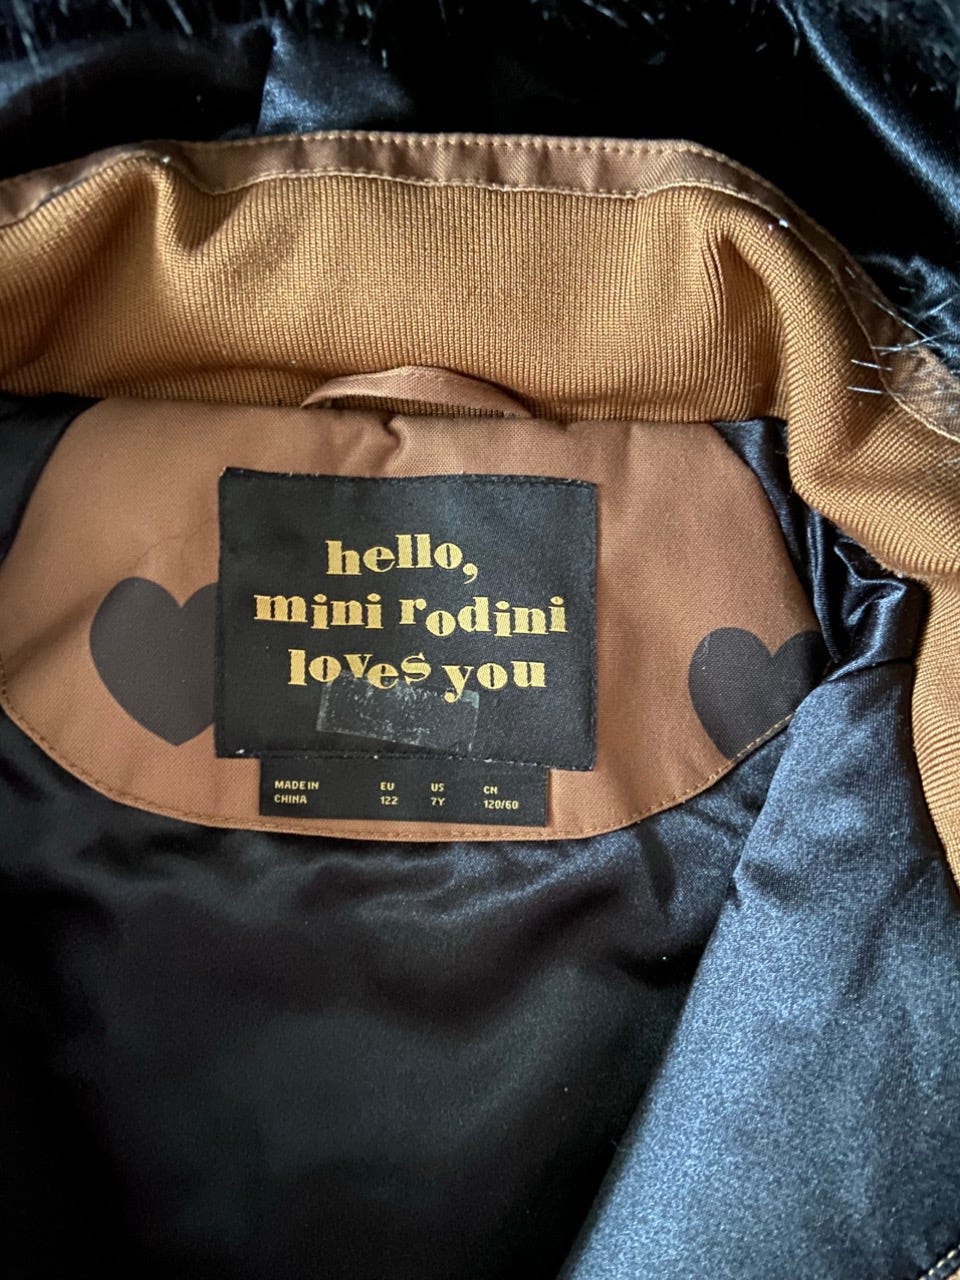 hello,
mini rodini
loves you
MADE IN EU US CN
CHINA 122 7Y 120/60